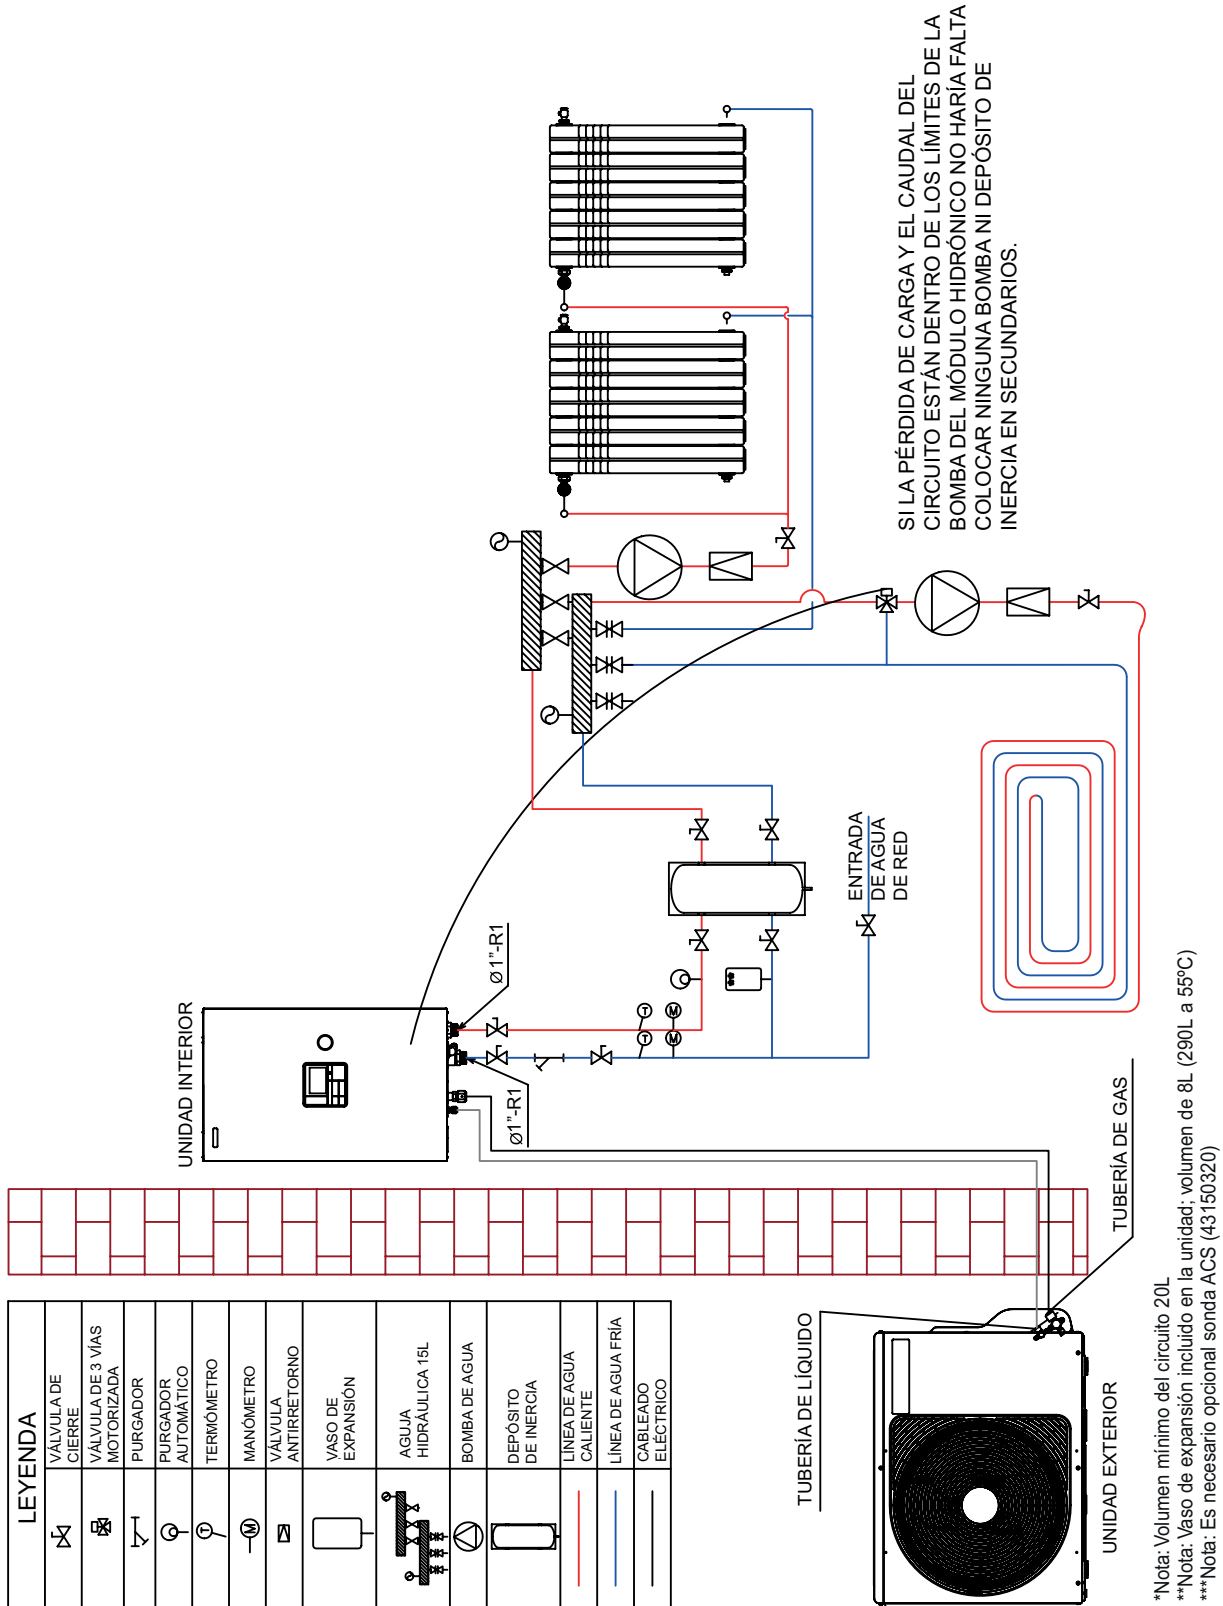 LEYENDA
VÁLVULA DE
CIERRE
VÁLVULA DE 3 VÍAS
MOTORIZADA
PURGADOR
PURGADOR
AUTOMÁTICO
T
TERMÓMETRO
M
MANÓMETRO
VÁLVULA
ANTIRRETORNO
VASO DE
EXPANSIÓN
AGUJA
HIDRÁULICA 15L
BOMBA DE AGUA
DEPÓSITO
DE INERCIA
LÍNEA DE AGUA
CALIENTE
LÍNEA DE AGUA FRÍA
CABLEADO
ELÉCTRICO
UNIDAD INTERIOR
Ø1"-R1
Ø1"-R1
T
T
M
M
ENTRADA
DE AGUA
DE RED
SI LA PÉRDIDA DE CARGA Y EL CAUDAL DEL
CIRCUITO ESTÁN DENTRO DE LOS LÍMITES DE LA
BOMBA DEL MÓDULO HIDRÓNICO NO HARÍA FALTA
COLOCAR NINGUNA BOMBA NI DEPÓSITO DE
INERCIA EN SECUNDARIOS.
TUBERÍA DE LÍQUIDO
TUBERÍA DE GAS
UNIDAD EXTERIOR
*Nota: Volumen minimo del circuito 20L
**Nota: Vaso de expansión incluido en la unidad; volumen de 8L (290L a 55ºC)
***Nota: Es necesario opcional sonda ACS (43150320)